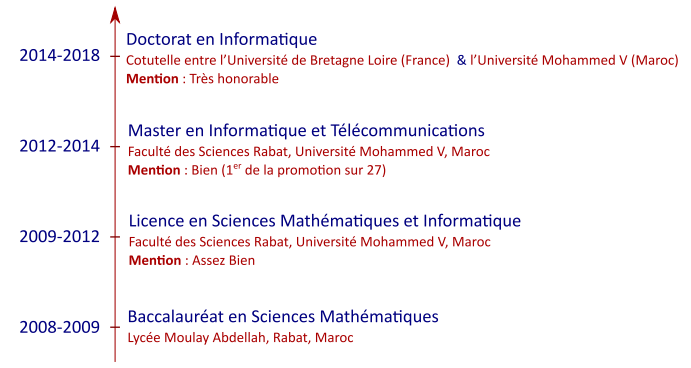 2014-2018
Doctorat en Informatique
Cotutelle entre l’Université de Bretagne Loire (France) & l’Université Mohammed V (Maroc)
Mention : Très honorable
2012-2014
Master en Informatique et Télécommunications
Faculté des Sciences Rabat, Université Mohammed V, Maroc
Mention : Bien (1er de la promotion sur 27)
2009-2012
Licence en Sciences Mathématiques et Informatique
Faculté des Sciences Rabat, Université Mohammed V, Maroc
Mention : Assez Bien
2008-2009
Baccalauréat en Sciences Mathématiques
Lycée Moulay Abdellah, Rabat, Maroc